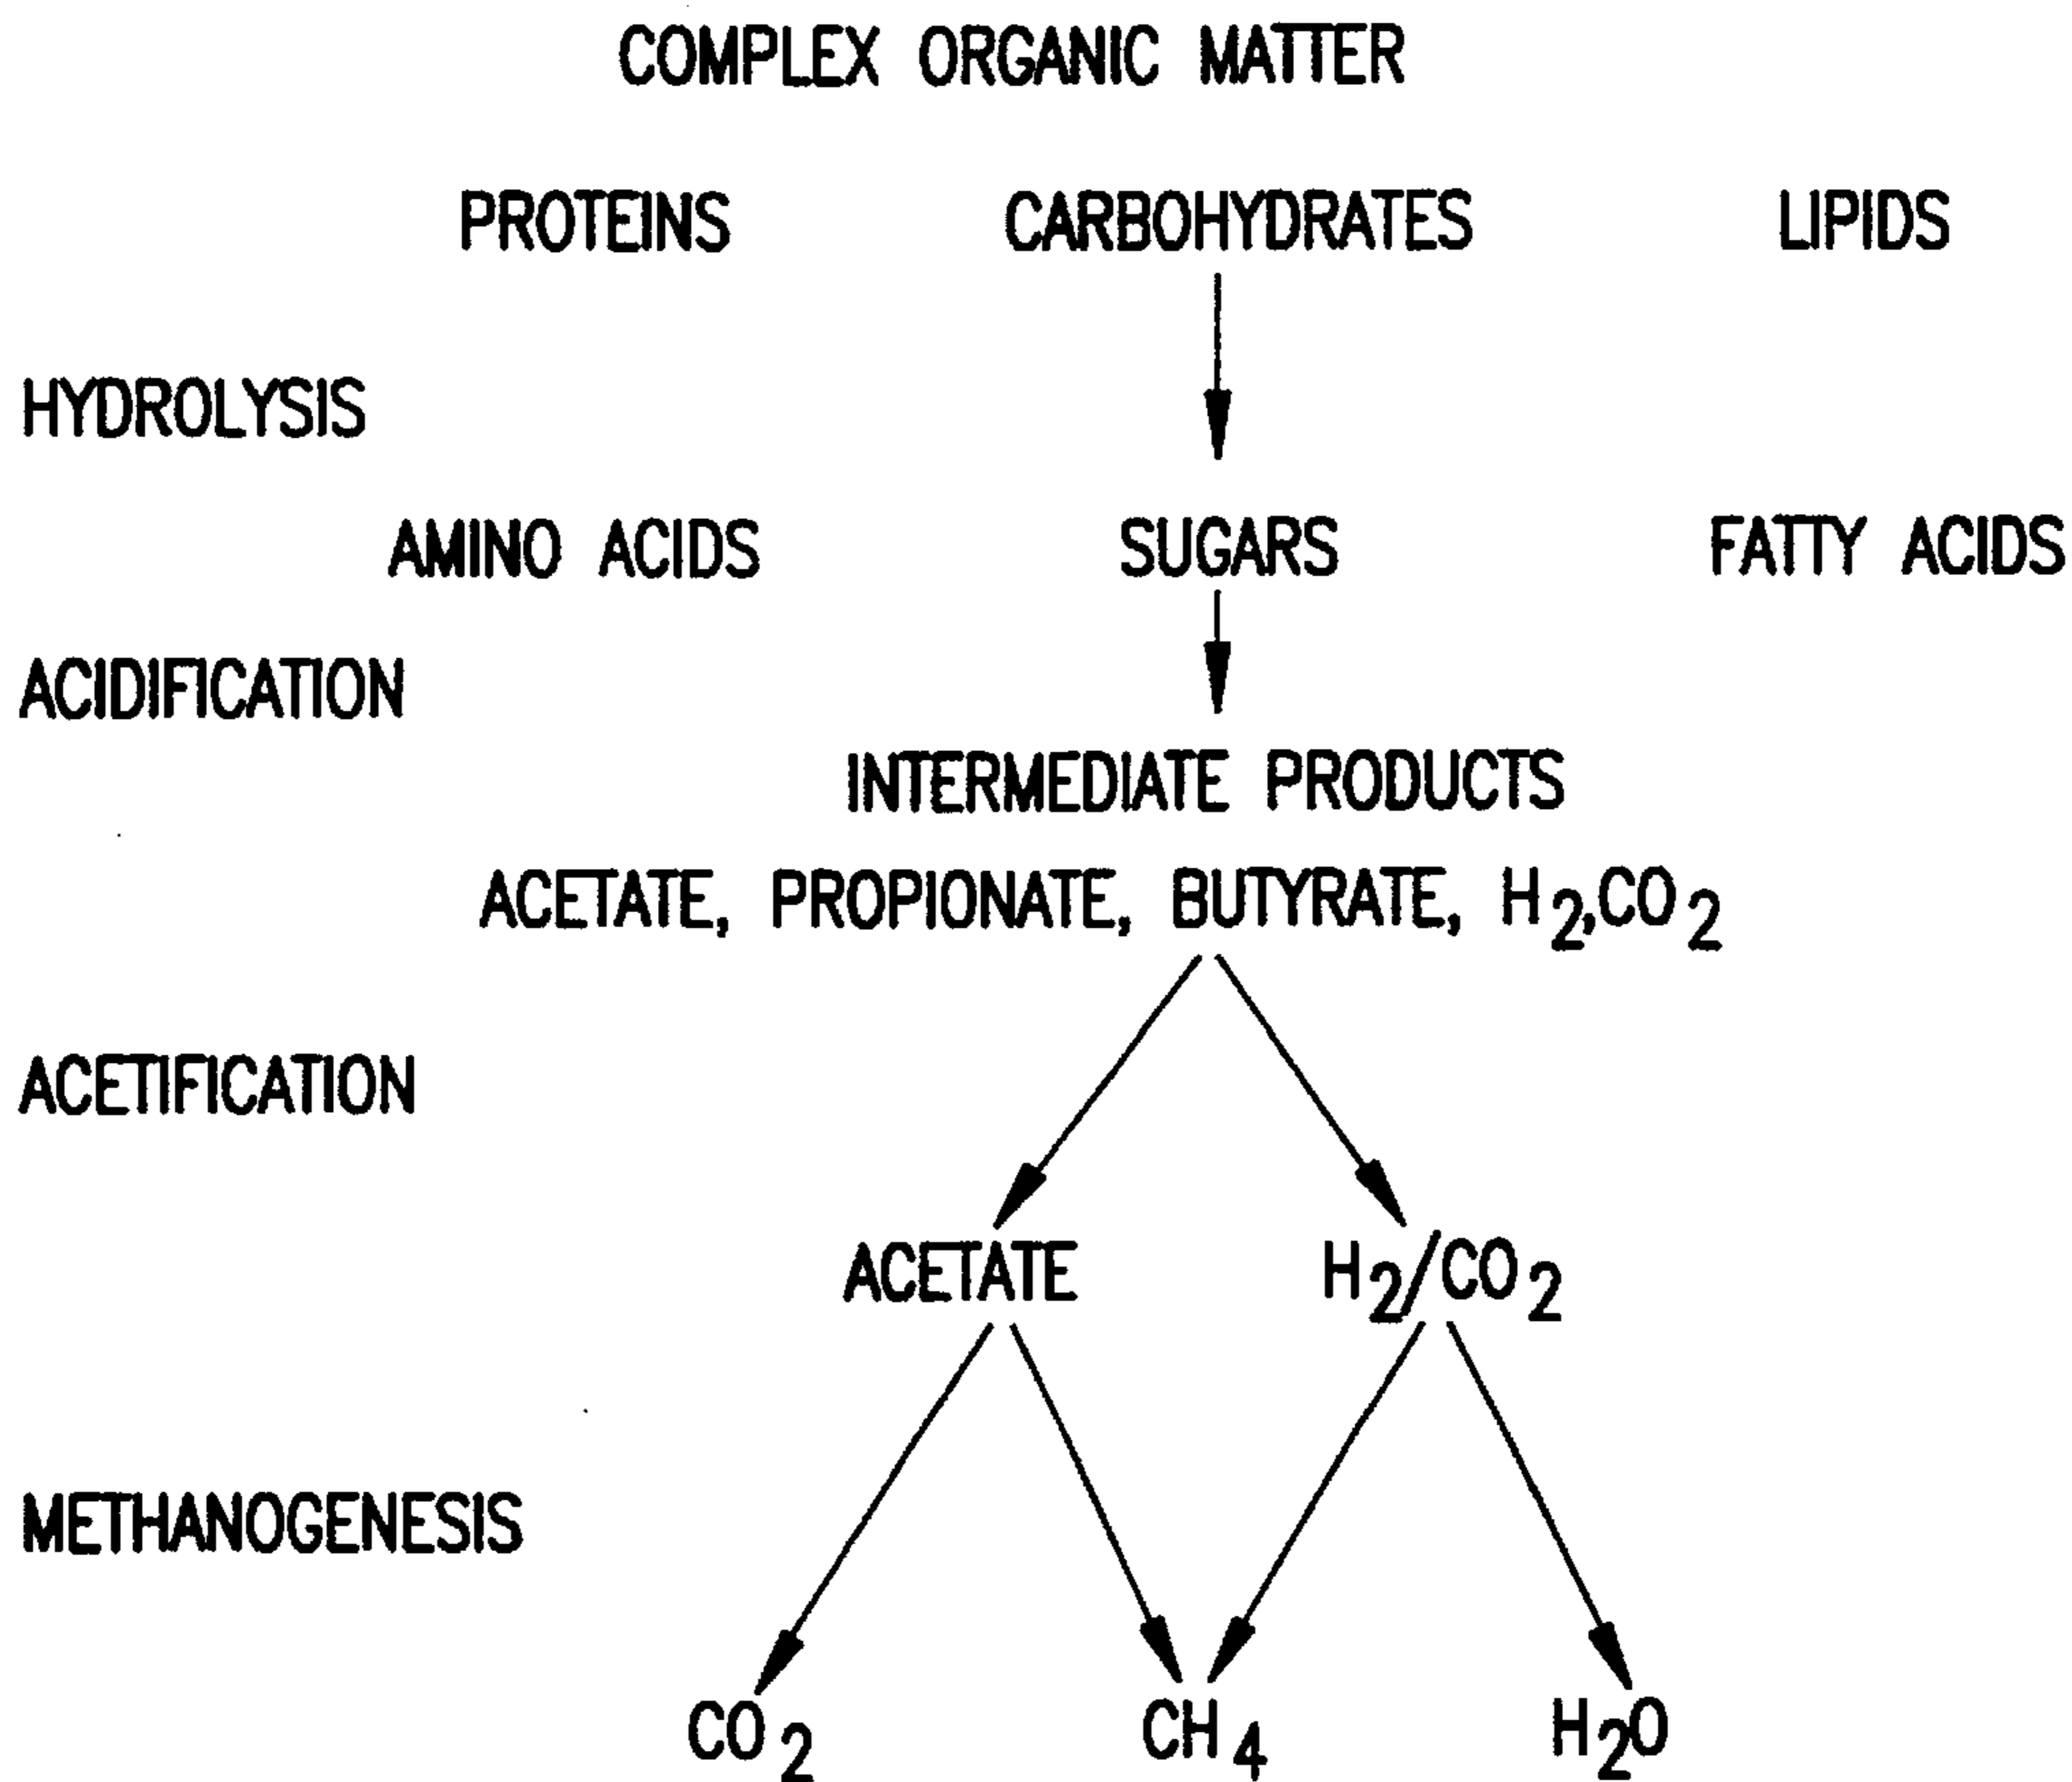 COMPLEX ORGANIC MATTER
PROTEINS CARBOHYDRATES LIPIDS
HYDROLYSIS
AMINO ACIDS SUGARS FATTY ACIDS
ACIDIFICATION
INTERMEDIATE PRODUCTS
ACETATE, PROPIONATE, BUTYRATE, H2,CO2
ACETIFICATION
ACETATE H2/CO2
METHANOGENESIS
CO2 CH4 H2O